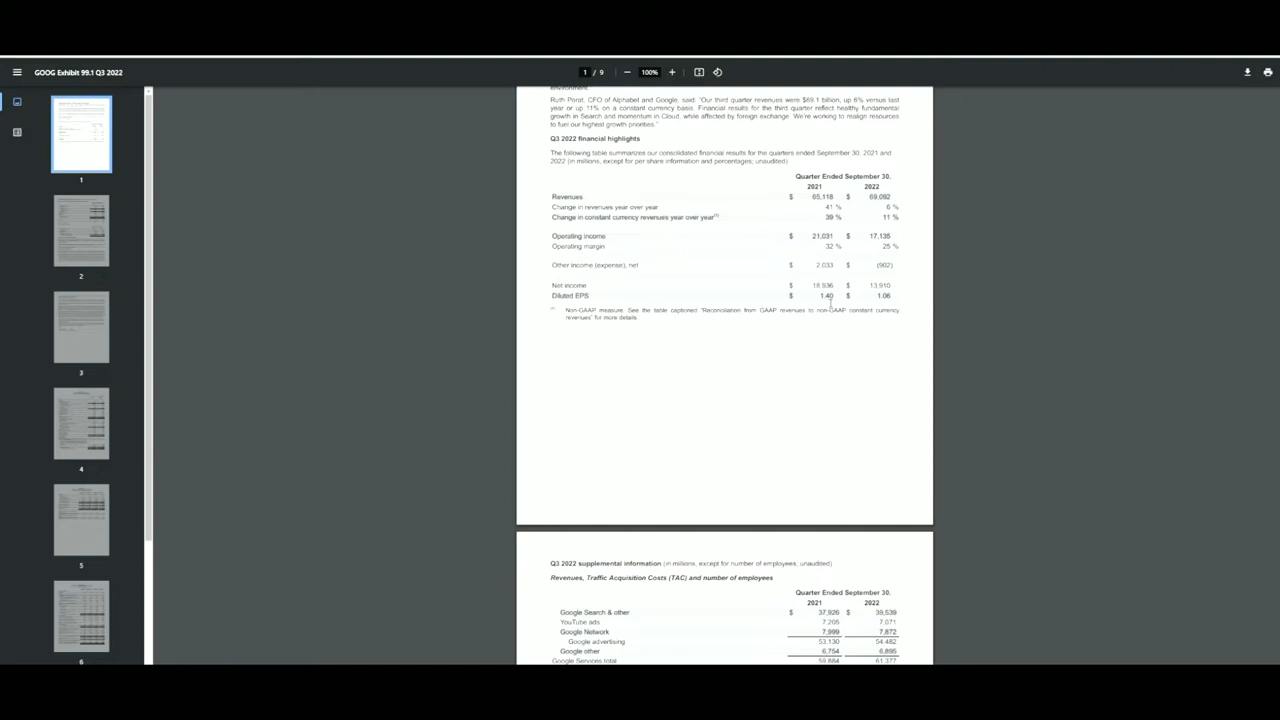 GOOG Exhibit 99.1 Q3 2022
1 / 9
100%
environment.
Ruth Porat, CFO of Alphabet and Google, said: "Our third quarter revenues were $69.1 billion, up 6% versus last
year or up 11% on a constant currency basis. Financial results for the third quarter reflect healthy fundamental
growth in Search and momentum in Cloud, while affected by foreign exchange. We're working to realign resources
to fuel our highest growth priorities."
Q3 2022 financial highlights
The following table summarizes our consolidated financial results for the quarters ended September 30, 2021 and
2022 (in millions, except for per share information and percentages; unaudited).
Quarter Ended September 30,
2021 2022
Revenues $ 65,118 $ 69,092
Change in revenues year over year 41 % 6 %
Change in constant currency revenues year over year(1) 39 % 11 %
Operating income $ 21,031 $ 17,135
Operating margin 32 % 25 %
Other income (expense), net $ 2,033 $ (902)
Net income $ 18,936 $ 13,910
Diluted EPS $ 1.40 $ 1.06
(1) Non-GAAP measure. See the table captioned "Reconciliation from GAAP revenues to non-GAAP constant currency
revenues" for more details.
Q3 2022 supplemental information (in millions, except for number of employees; unaudited)
Revenues, Traffic Acquisition Costs (TAC) and number of employees
Quarter Ended September 30,
2021 2022
Google Search & other $ 37,926 $ 39,539
YouTube ads 7,205 7,071
Google Network 7,999 7,872
Google advertising 53,130 54,482
Google other 6,754 6,895
Google Services total 59,884 61,377
1
2
3
4
5
6